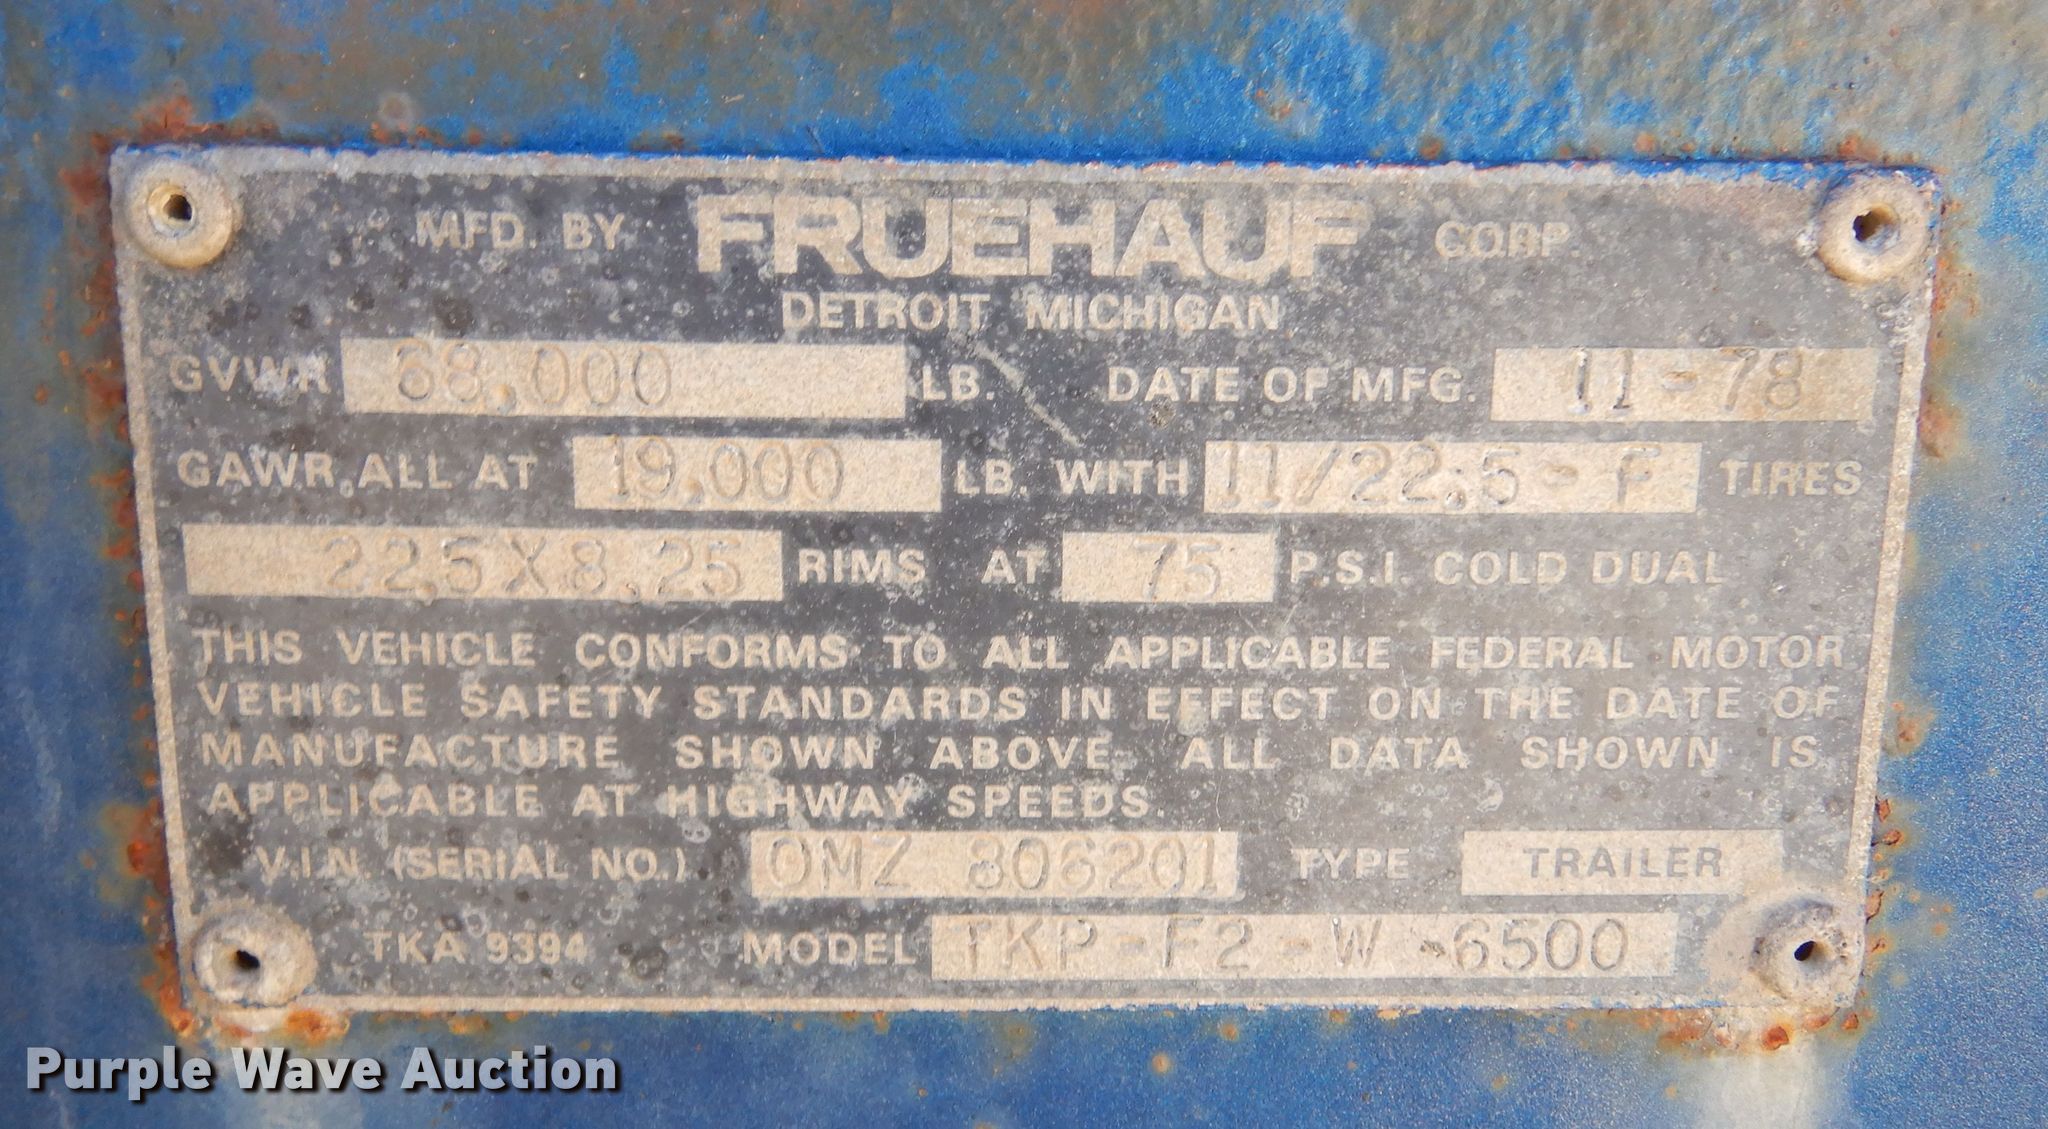 MFD. BY FRUEHAUF CORP.
DETROIT MICHIGAN
GVWR 68.000 LB. DATE OF MFG. 11-78
GAWR ALL AT 19.000 LB. WITH 11/22.5-F TIRES
22.5X8.25 RIMS AT 75 P.S.I. COLD DUAL
THIS VEHICLE CONFORMS TO ALL APPLICABLE FEDERAL MOTOR
VEHICLE SAFETY STANDARDS IN EFFECT ON THE DATE OF
MANUFACTURE SHOWN ABOVE. ALL DATA SHOWN IS
APPLICABLE AT HIGHWAY SPEEDS.
V.I.N. (SERIAL NO.) OMZ 806201 TYPE TRAILER
TKA 9394 MODEL TKP-F2-W-6500
Purple Wave Auction